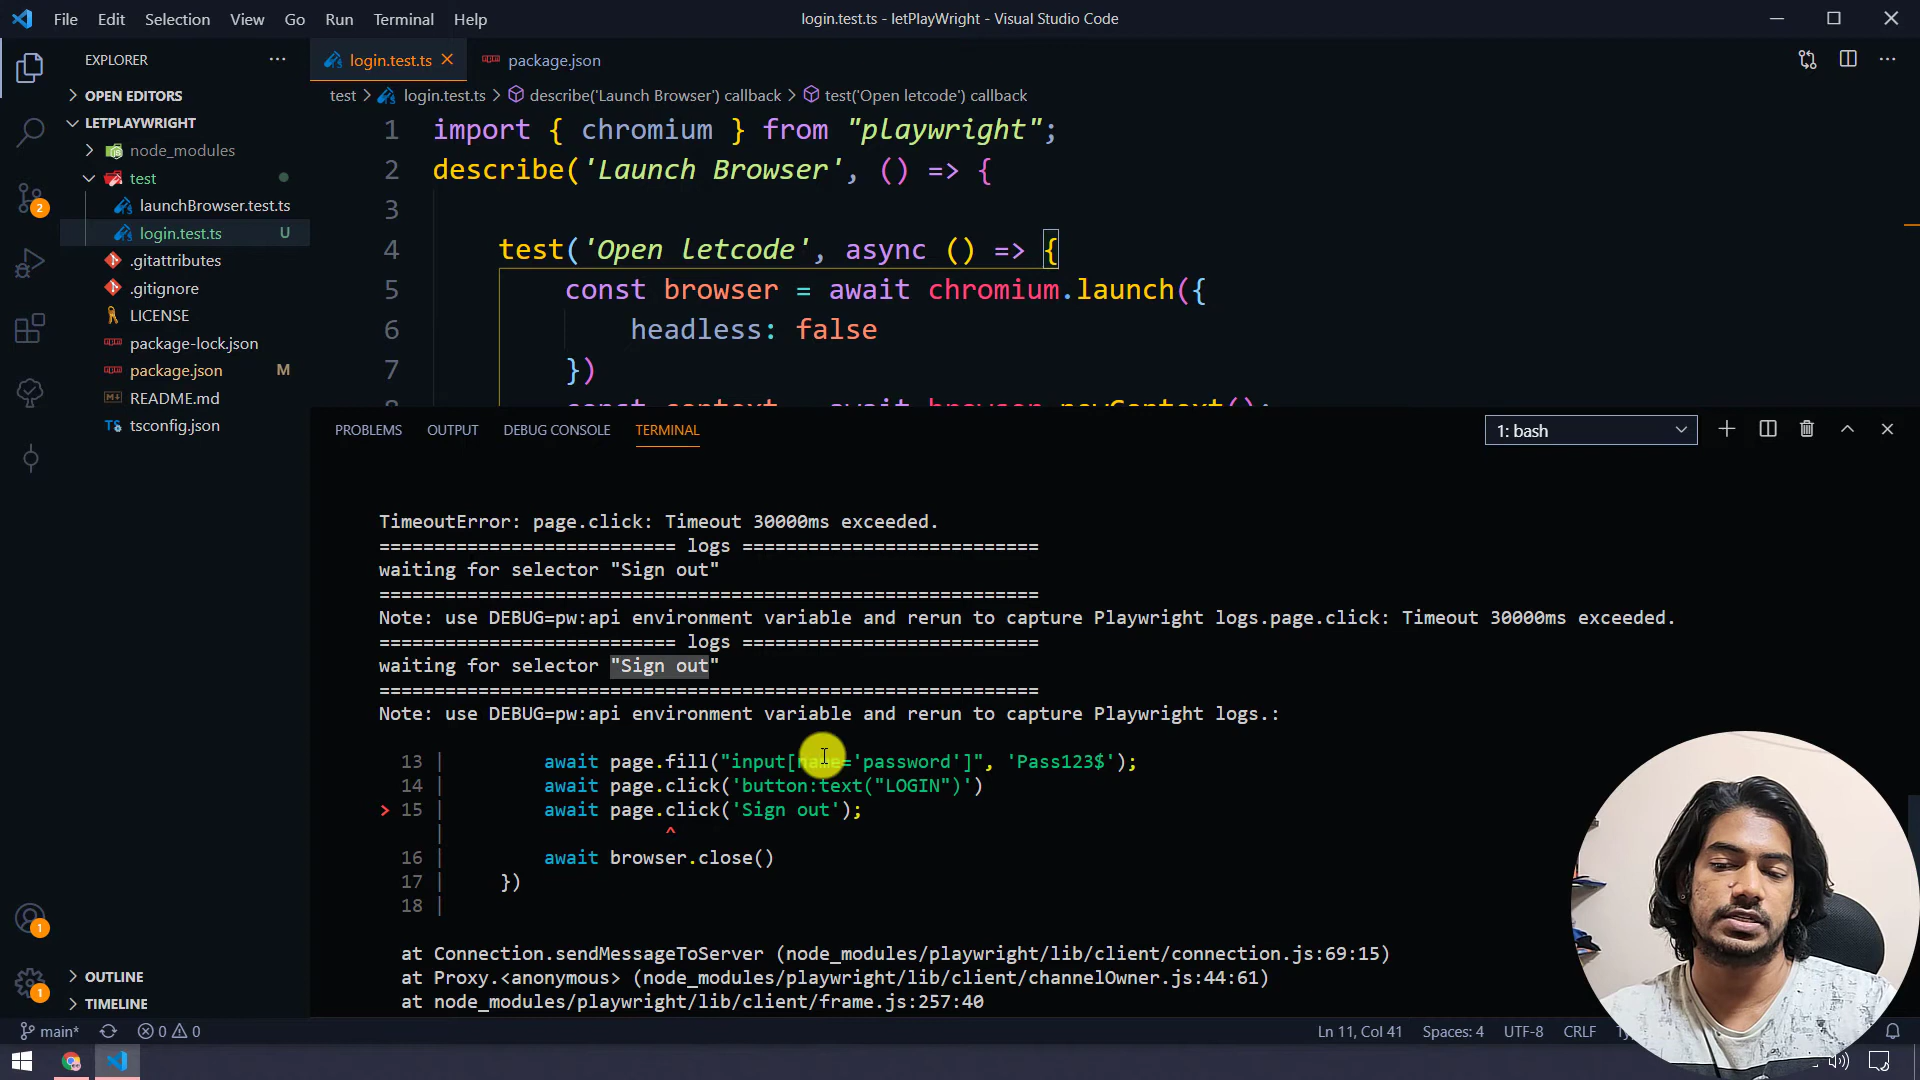 File Edit Selection View Go Run Terminal Help
login.test.ts - letPlayWright - Visual Studio Code
EXPLORER
OPEN EDITORS
LETPLAYWRIGHT
node_modules
test
launchBrowser.test.ts
login.test.ts U
.gitattributes
.gitignore
LICENSE
package-lock.json
package.json M
README.md
tsconfig.json
OUTLINE
TIMELINE
2
1
1
login.test.ts
package.json
test > login.test.ts > describe('Launch Browser') callback > test('Open letcode') callback
1 import { chromium } from "playwright";
2 describe('Launch Browser', () => {
3
4 test('Open letcode', async () => {
5 const browser = await chromium.launch({
6 headless: false
7 })
8 const context = await browser.newContext();
PROBLEMS OUTPUT DEBUG CONSOLE TERMINAL
1: bash
TimeoutError: page.click: Timeout 30000ms exceeded.
=========================== logs ===========================
waiting for selector "Sign out"
============================================================
Note: use DEBUG=pw:api environment variable and rerun to capture Playwright logs.page.click: Timeout 30000ms exceeded.
=========================== logs ===========================
waiting for selector "Sign out"
============================================================
Note: use DEBUG=pw:api environment variable and rerun to capture Playwright logs.:
13 | await page.fill("input[name='password']", 'Pass123$');
14 | await page.click('button:text("LOGIN")')
> 15 | await page.click('Sign out');
| ^
16 | await browser.close()
17 | })
18 |
at Connection.sendMessageToServer (node_modules/playwright/lib/client/connection.js:69:15)
at Proxy.<anonymous> (node_modules/playwright/lib/client/channelOwner.js:44:61)
at node_modules/playwright/lib/client/frame.js:257:40
main* 0 0
Ln 11, Col 41 Spaces: 4 UTF-8 CRLF